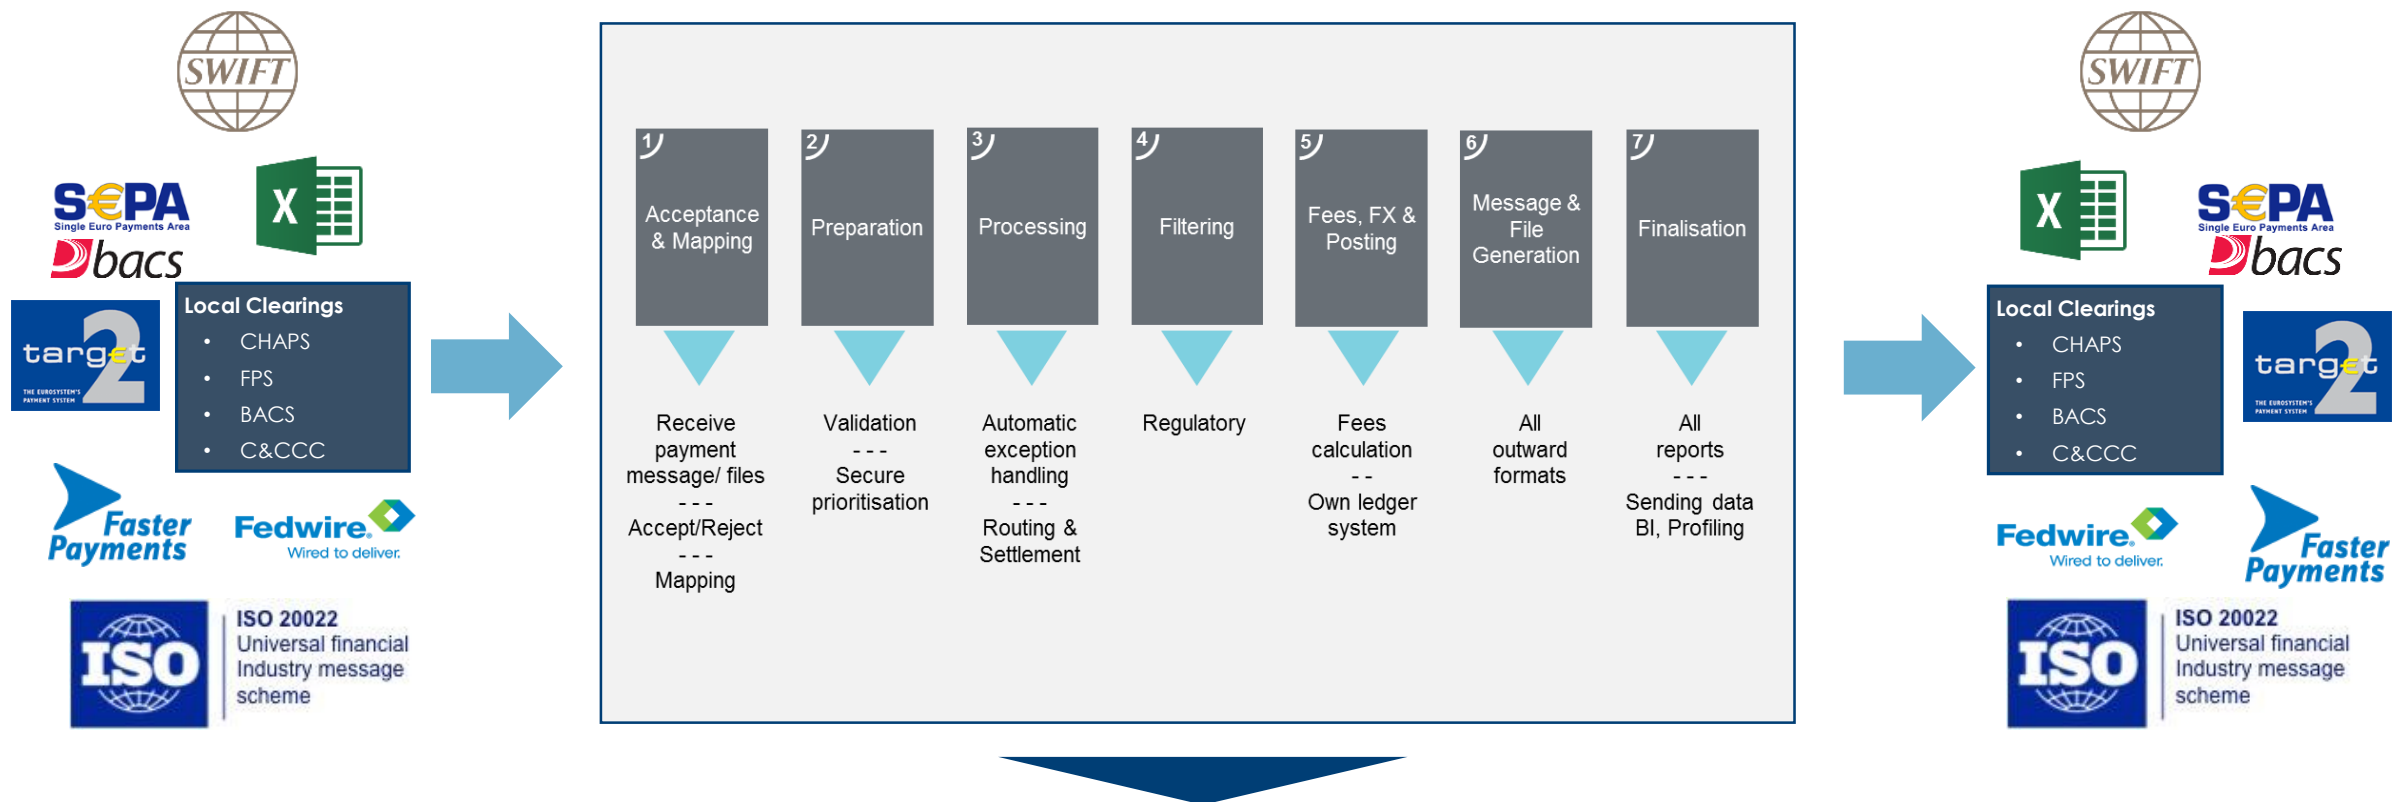 SWIFT
S€PA
Single Euro Payments Area
X
bacs
target
2
THE EUROSYSTEM'S
PAYMENT SYSTEM
Local Clearings
• CHAPS
• FPS
• BACS
• C&CCC
Faster
Payments
Fedwire.
Wired to deliver.
ISO
ISO 20022
Universal financial
Industry message
scheme
1
Acceptance
& Mapping
Receive
payment
message/ files
- - -
Accept/Reject
- - -
Mapping
2
Preparation
Validation
- - -
Secure
prioritisation
3
Processing
Automatic
exception
handling
- - -
Routing &
Settlement
4
Filtering
Regulatory
5
Fees, FX &
Posting
Fees
calculation
- -
Own ledger
system
6
Message &
File
Generation
All
outward
formats
7
Finalisation
All
reports
- - -
Sending data
BI, Profiling
SWIFT
X
S€PA
Single Euro Payments Area
bacs
Local Clearings
• CHAPS
• FPS
• BACS
• C&CCC
target
2
THE EUROSYSTEM'S
PAYMENT SYSTEM
Fedwire.
Wired to deliver.
Faster
Payments
ISO
ISO 20022
Universal financial
Industry message
scheme